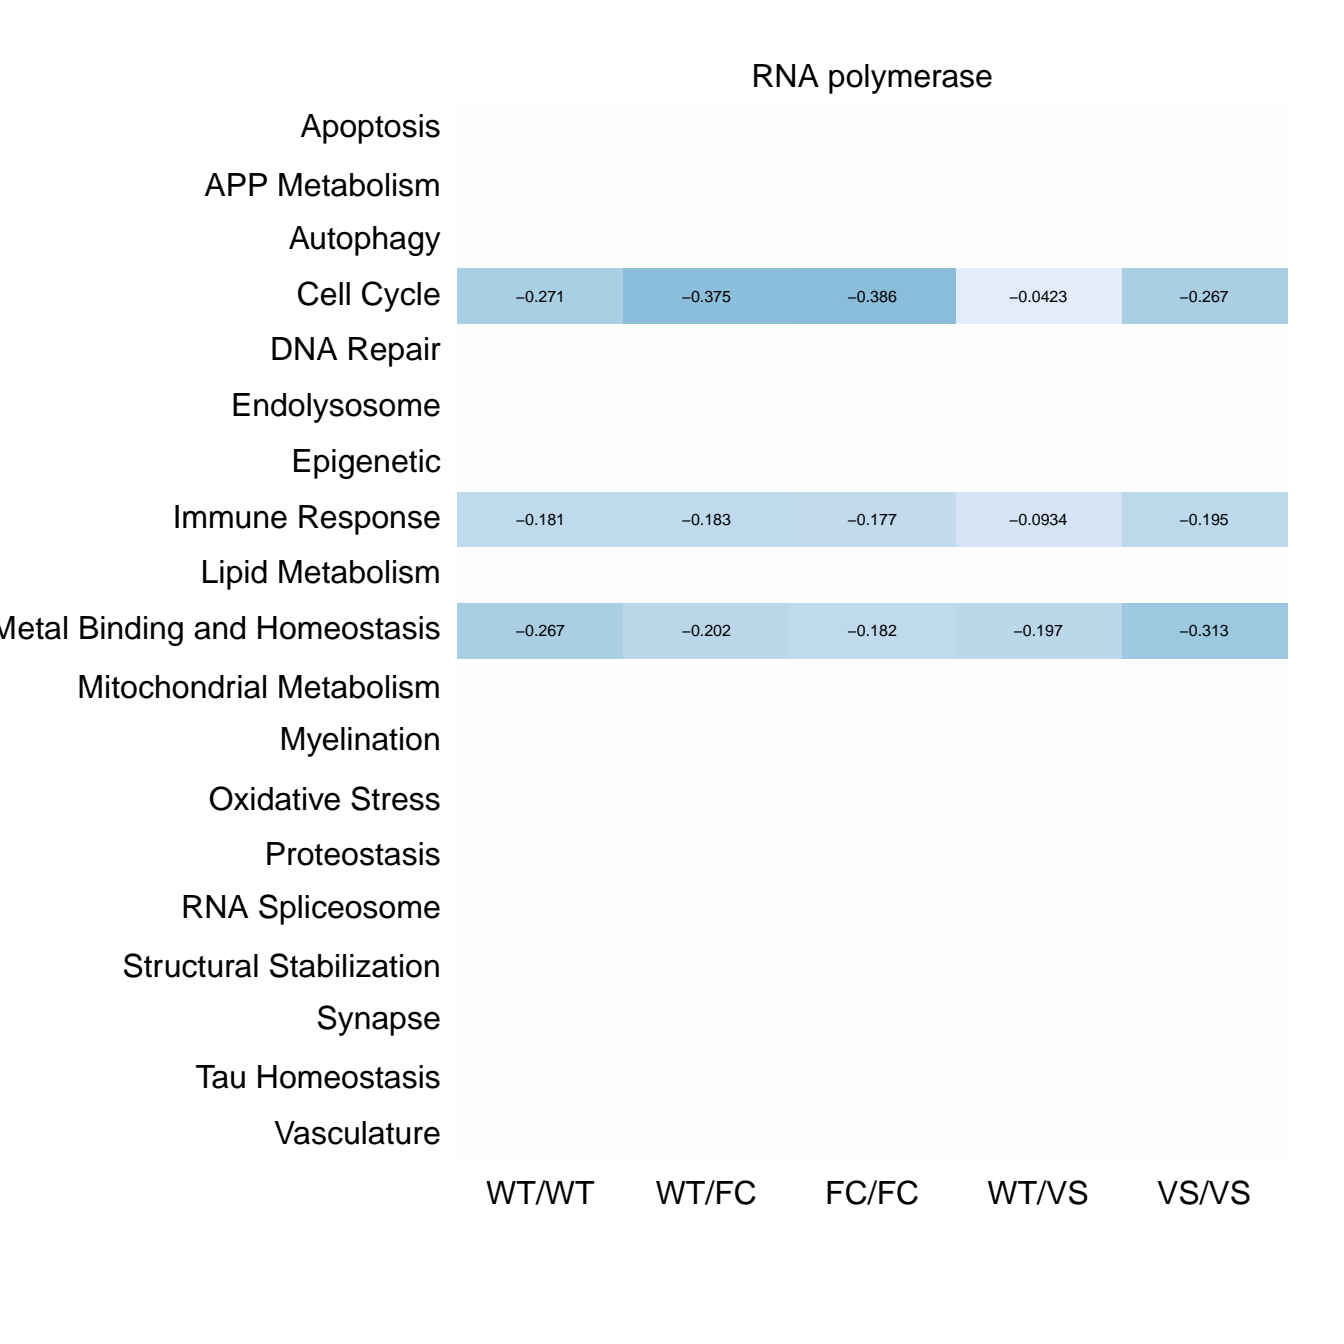 RNA polymerase
Apoptosis
APP Metabolism
Autophagy
Cell Cycle −0.271 −0.375 −0.386 −0.0423 −0.267
DNA Repair
Endolysosome
Epigenetic
Immune Response −0.181 −0.183 −0.177 −0.0934 −0.195
Lipid Metabolism
Metal Binding and Homeostasis −0.267 −0.202 −0.182 −0.197 −0.313
Mitochondrial Metabolism
Myelination
Oxidative Stress
Proteostasis
RNA Spliceosome
Structural Stabilization
Synapse
Tau Homeostasis
Vasculature
WT/WT WT/FC FC/FC WT/VS VS/VS